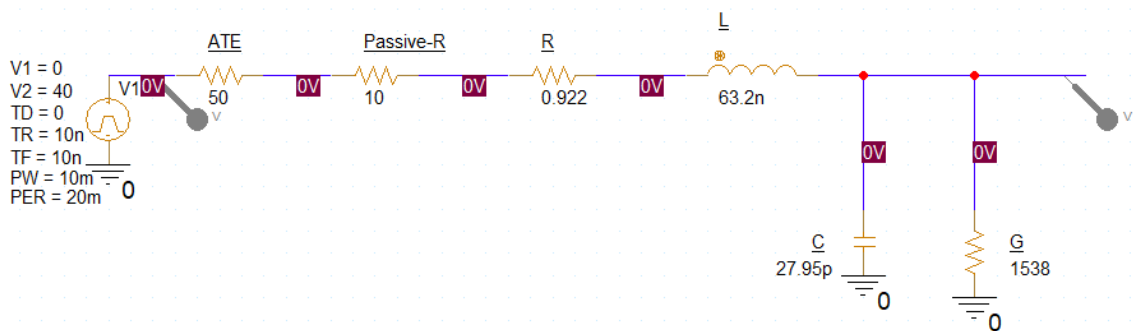 V1 = 0
V2 = 40
TD = 0
TR = 10n
TF = 10n
PW = 10m
PER = 20m
V1
0V
V
0
ATE
50
0V
Passive-R
10
0V
R
0.922
0V
L
63.2n
0V
C
27.95p
0
0V
G
1538
0
V